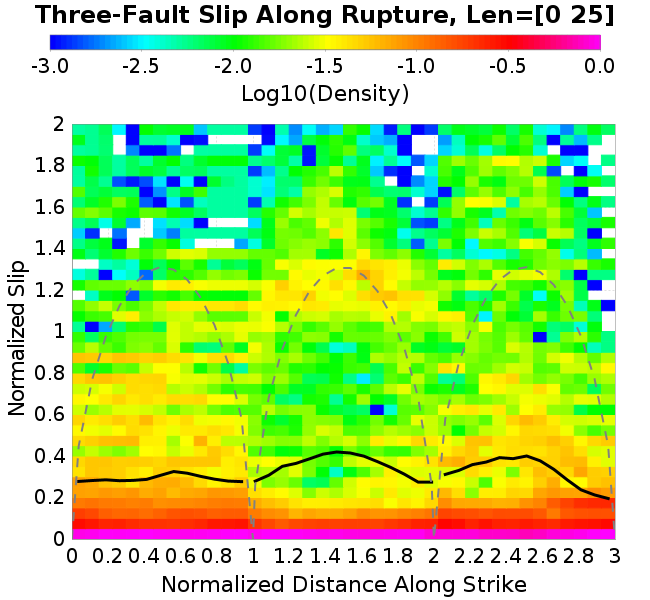 Three-Fault Slip Along Rupture, Len=[0 25]
-3.0 -2.5 -2.0 -1.5 -1.0 -0.5 0.0
Log10(Density)
2
1.8
1.6
1.4
1.2
1
0.8
0.6
0.4
0.2
0
Normalized Slip
0 0.2 0.4 0.6 0.8 1 1.2 1.4 1.6 1.8 2 2.2 2.4 2.6 2.8 3
Normalized Distance Along Strike